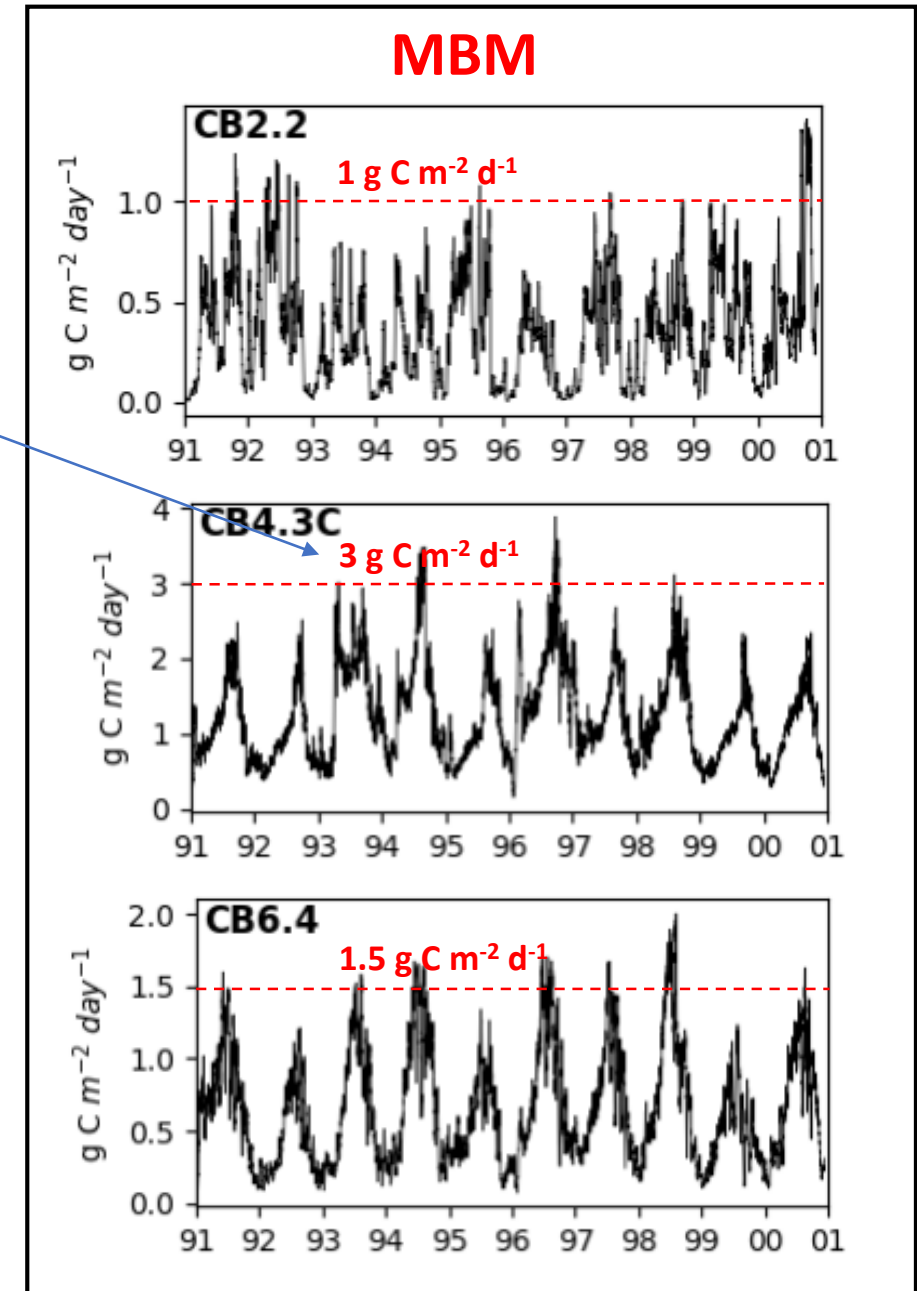 MBM
CB2.2
1 g C m⁻² d⁻¹
g C m⁻² day⁻¹
1.0
0.5
0.0
91 92 93 94 95 96 97 98 99 00 01
CB4.3C
3 g C m⁻² d⁻¹
g C m⁻² day⁻¹
4
3
2
1
0
91 92 93 94 95 96 97 98 99 00 01
CB6.4
1.5 g C m⁻² d⁻¹
g C m⁻² day⁻¹
2.0
1.5
1.0
0.5
0.0
91 92 93 94 95 96 97 98 99 00 01